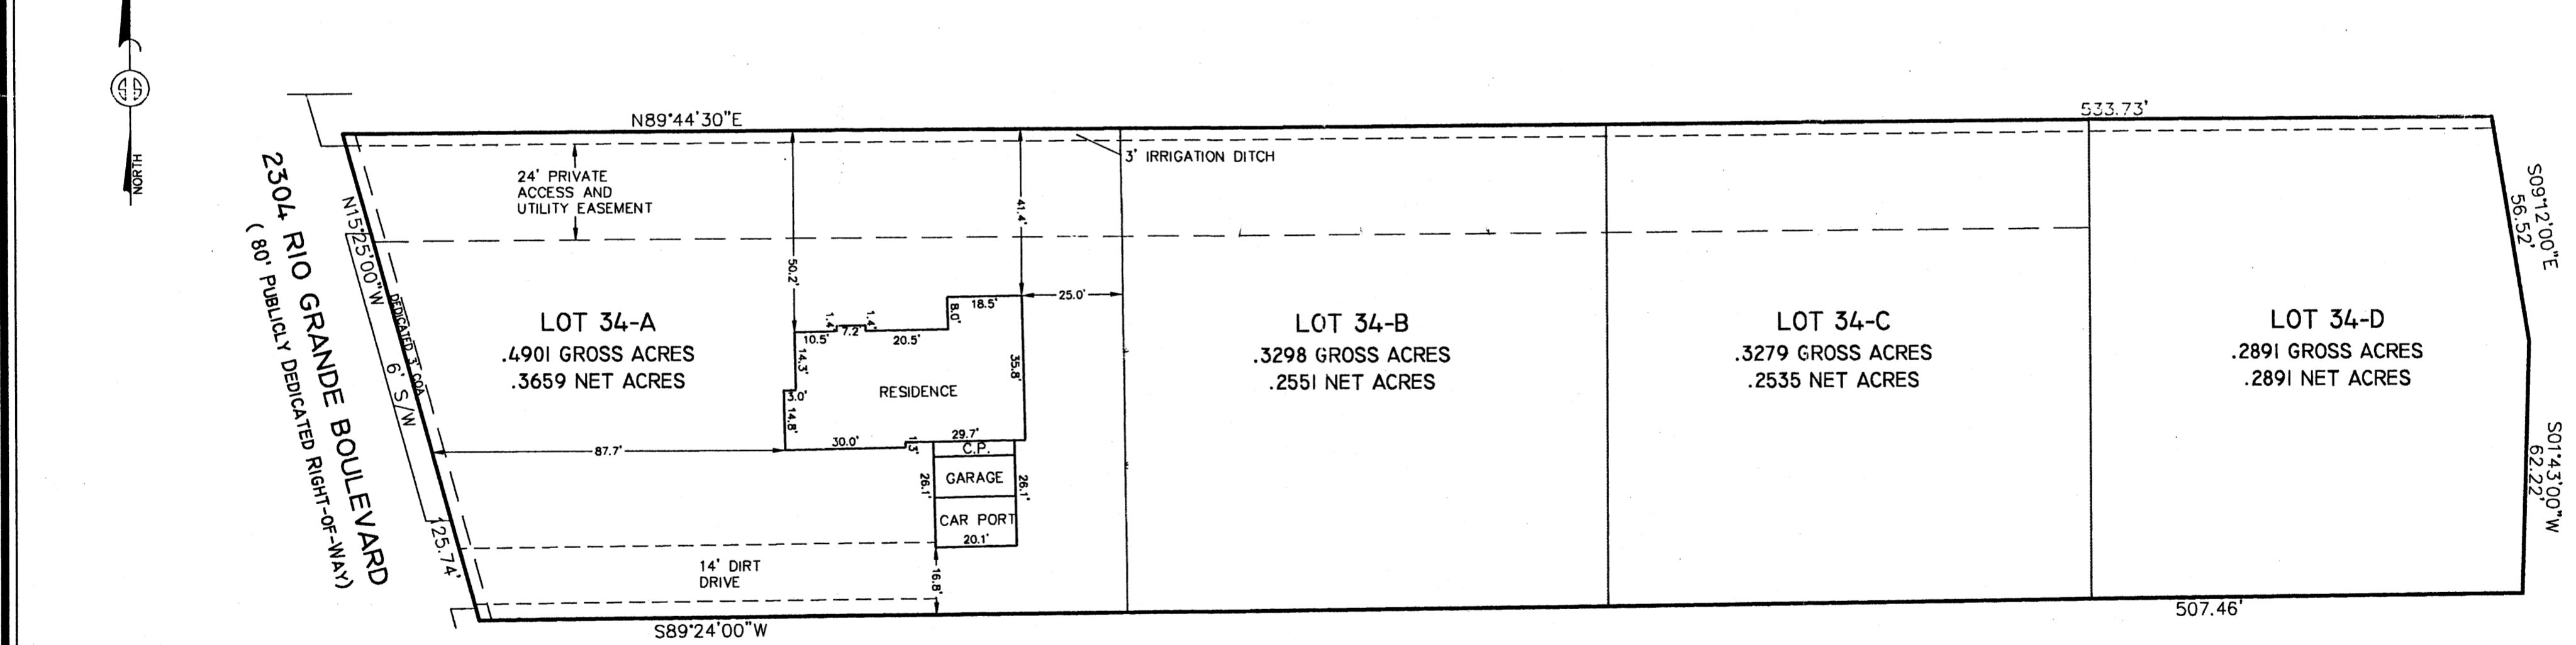 NORTH
N89°44'30"E
533.73'
3' IRRIGATION DITCH
24' PRIVATE
ACCESS AND
UTILITY EASEMENT
2304 RIO GRANDE BOULEVARD
( 80' PUBLICLY DEDICATED RIGHT-OF-WAY)
N15°25'00"W
125.74'
DEDICATED 3'
6' S/W
LOT 34-A
.4901 GROSS ACRES
.3659 NET ACRES
50.2'
41.4'
25.0'
18.5'
8.0'
1.4'
7.2'
1.4'
10.5'
20.5'
14.3'
35.8'
RESIDENCE
3.0'
14.8'
87.7'
30.0'
1.3'
29.7'
C.P.
GARAGE
26.1'
26.1'
CAR PORT
20.1'
14' DIRT
DRIVE
16.8'
S89°24'00"W
507.46'
LOT 34-B
.3298 GROSS ACRES
.2551 NET ACRES
LOT 34-C
.3279 GROSS ACRES
.2535 NET ACRES
LOT 34-D
.2891 GROSS ACRES
.2891 NET ACRES
S09°12'00"E
56.52'
S01°43'00"W
62.22'